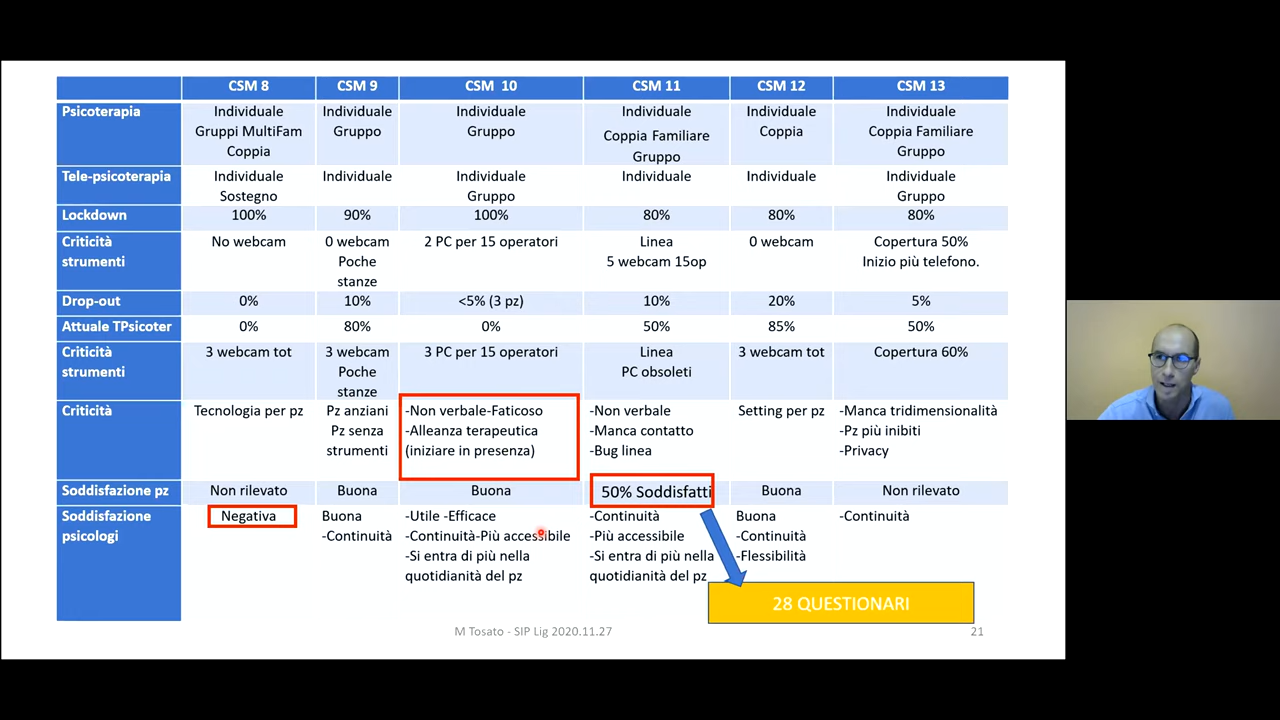 CSM 8 CSM 9 CSM 10 CSM 11 CSM 12 CSM 13
Psicoterapia Individuale Individuale Individuale Individuale Individuale Individuale
Gruppi MultiFam Gruppo Gruppo Coppia Familiare Coppia Coppia Familiare
Coppia Gruppo Gruppo
Tele-psicoterapia Individuale Individuale Individuale Individuale Individuale Individuale
Sostegno Gruppo Gruppo
Lockdown 100% 90% 100% 80% 80% 80%
Criticità No webcam 0 webcam 2 PC per 15 operatori Linea 0 webcam Copertura 50%
strumenti Poche 5 webcam 15op Inizio più telefono.
stanze
Drop-out 0% 10% <5% (3 pz) 10% 20% 5%
Attuale TPsicoter 0% 80% 0% 50% 85% 50%
Criticità 3 webcam tot 3 webcam 3 PC per 15 operatori Linea 3 webcam tot Copertura 60%
strumenti Poche PC obsoleti
stanze
Criticità Tecnologia per pz Pz anziani -Non verbale-Faticoso -Non verbale Setting per pz -Manca tridimensionalità
Pz senza -Alleanza terapeutica -Manca contatto -Pz più inibiti
strumenti (iniziare in presenza) -Bug linea -Privacy
Soddisfazione pz Non rilevato Buona Buona 50% Soddisfatti Buona Non rilevato
Soddisfazione Negativa Buona -Utile -Efficace -Continuità Buona -Continuità
psicologi -Continuità -Continuità-Più accessibile -Più accessibile -Continuità
-Si entra di più nella -Si entra di più nella -Flessibilità
quotidianità del pz quotidianità del pz
28 QUESTIONARI
M Tosato - SIP Lig 2020.11.27 21